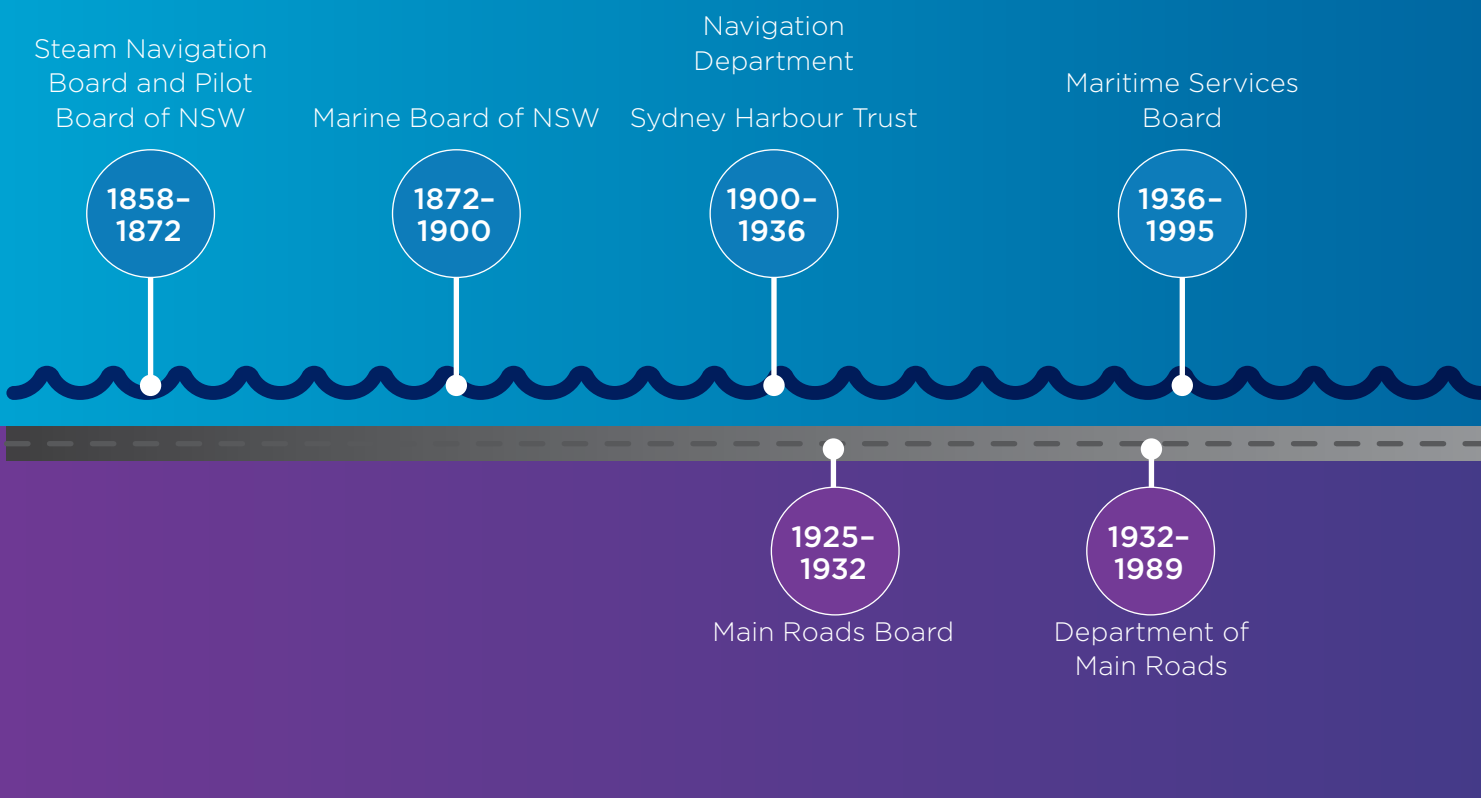 Steam Navigation
Board and Pilot
Board of NSW
1858–
1872
Marine Board of NSW
1872–
1900
Navigation
Department
Sydney Harbour Trust
1900–
1936
Maritime Services
Board
1936–
1995
1925–
1932
Main Roads Board
1932–
1989
Department of
Main Roads